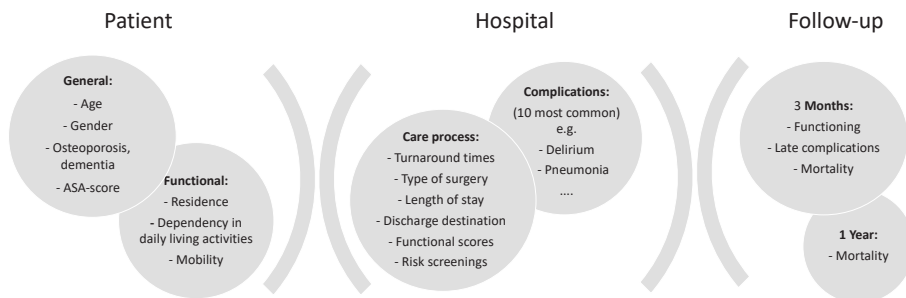 Patient
General:
- Age
- Gender
- Osteoporosis,
dementia
- ASA-score
Functional:
- Residence
- Dependency in
daily living activities
- Mobility
Hospital
Care process:
- Turnaround times
- Type of surgery
- Length of stay
- Discharge destination
- Functional scores
- Risk screenings
Complications:
(10 most common)
e.g.
- Delirium
- Pneumonia
....
Follow-up
3 Months:
- Functioning
- Late complications
- Mortality
1 Year:
- Mortality